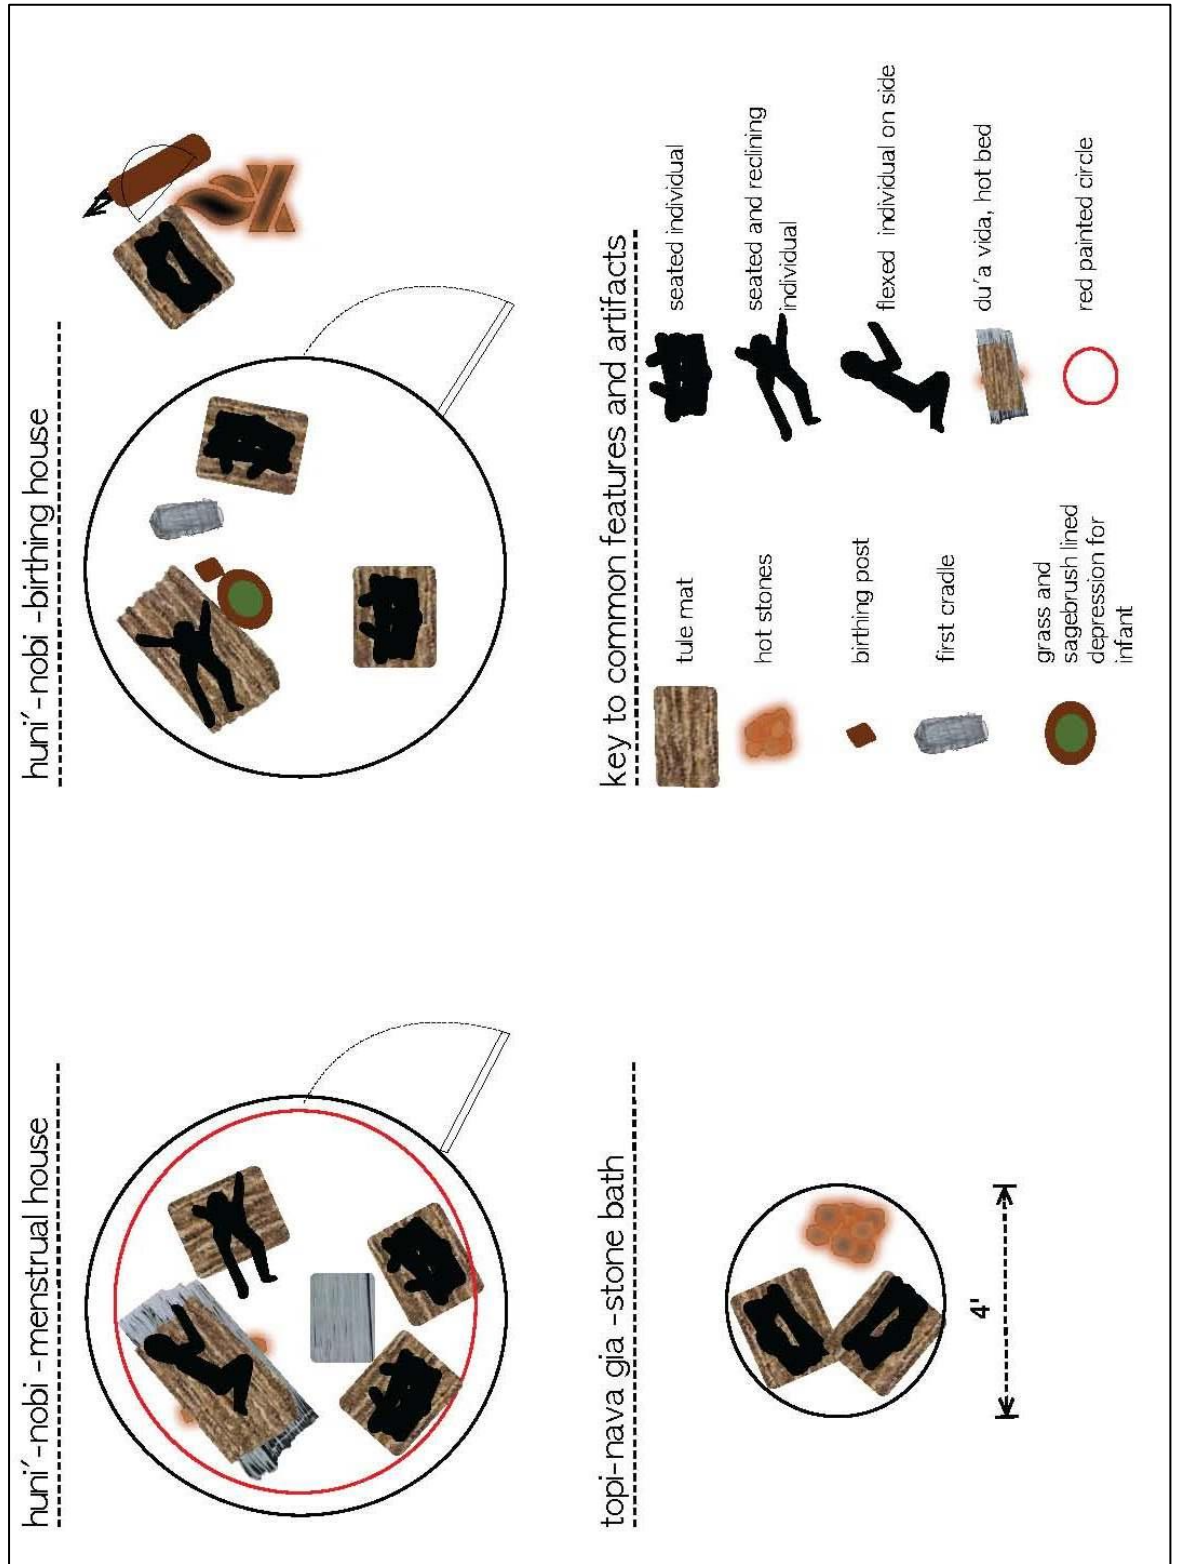 huni´-nobi -menstrual house
huni´-nobi -birthing house
topi-nava gia -stone bath
4'
key to common features and artifacts
tule mat
hot stones
birthing post
first cradle
grass and
sagebrush lined
depression for
infant
seated individual
seated and reclining
individual
flexed individual on side
du´a vida, hot bed
red painted circle